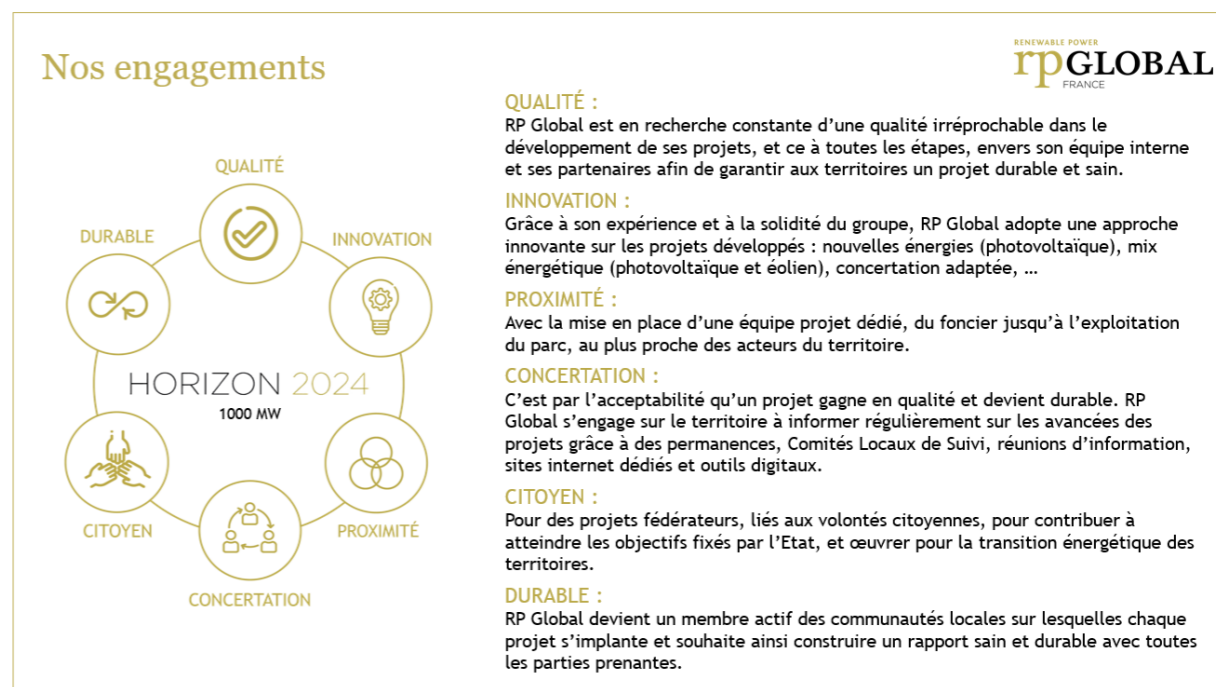 Nos engagements
RENEWABLE POWER
rpGLOBAL
FRANCE
QUALITÉ
DURABLE
INNOVATION
HORIZON 2024
1000 MW
CITOYEN
PROXIMITÉ
CONCERTATION
QUALITÉ :
RP Global est en recherche constante d’une qualité irréprochable dans le
développement de ses projets, et ce à toutes les étapes, envers son équipe interne
et ses partenaires afin de garantir aux territoires un projet durable et sain.
INNOVATION :
Grâce à son expérience et à la solidité du groupe, RP Global adopte une approche
innovante sur les projets développés : nouvelles énergies (photovoltaïque), mix
énergétique (photovoltaïque et éolien), concertation adaptée, …
PROXIMITÉ :
Avec la mise en place d’une équipe projet dédié, du foncier jusqu’à l’exploitation
du parc, au plus proche des acteurs du territoire.
CONCERTATION :
C’est par l’acceptabilité qu’un projet gagne en qualité et devient durable. RP
Global s’engage sur le territoire à informer régulièrement sur les avancées des
projets grâce à des permanences, Comités Locaux de Suivi, réunions d’information,
sites internet dédiés et outils digitaux.
CITOYEN :
Pour des projets fédérateurs, liés aux volontés citoyennes, pour contribuer à
atteindre les objectifs fixés par l’Etat, et œuvrer pour la transition énergétique des
territoires.
DURABLE :
RP Global devient un membre actif des communautés locales sur lesquelles chaque
projet s’implante et souhaite ainsi construire un rapport sain et durable avec toutes
les parties prenantes.